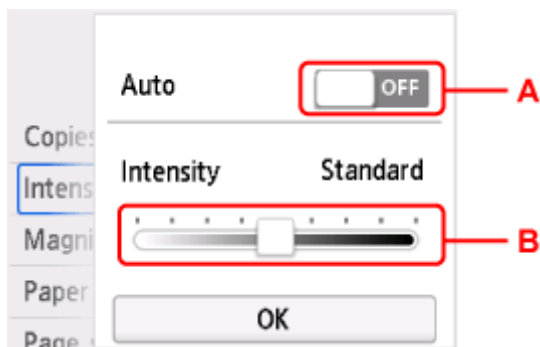 Auto
OFF
A
Copies
Intens
Intensity
Standard
B
Magni
Paper
OK
Page